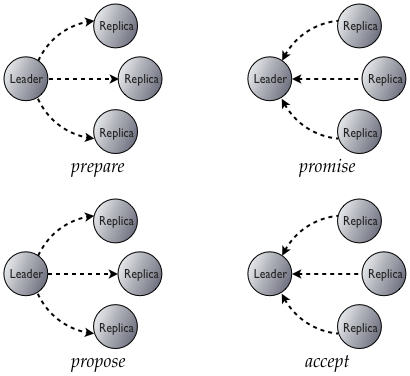 Replica
Leader
Replica
Replica
prepare
Replica
Leader
Replica
Replica
promise
Replica
Leader
Replica
Replica
propose
Replica
Leader
Replica
Replica
accept